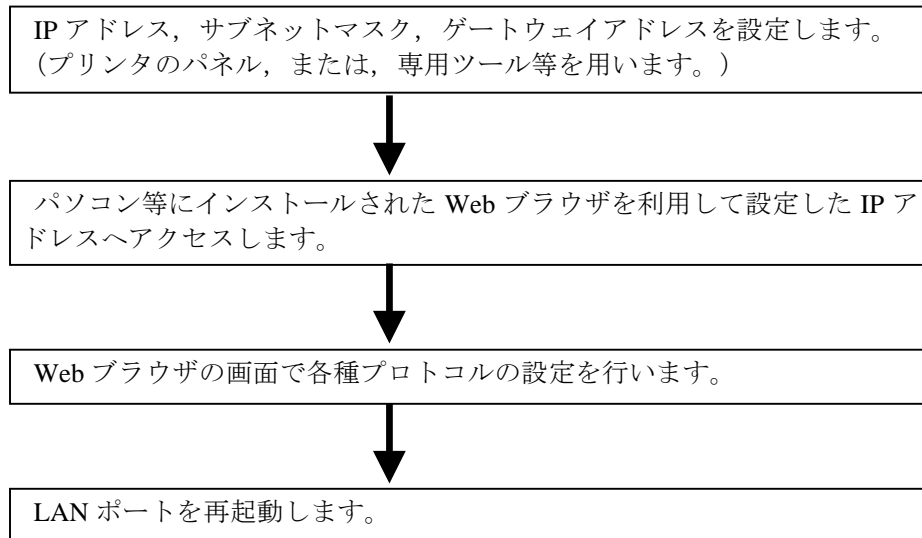 IP アドレス，サブネットマスク，ゲートウェイアドレスを設定します。
（プリンタのパネル，または，専用ツール等を用います。）
パソコン等にインストールされた Web ブラウザを利用して設定した IP ア
ドレスへアクセスします。
Web ブラウザの画面で各種プロトコルの設定を行います。
LAN ポートを再起動します。